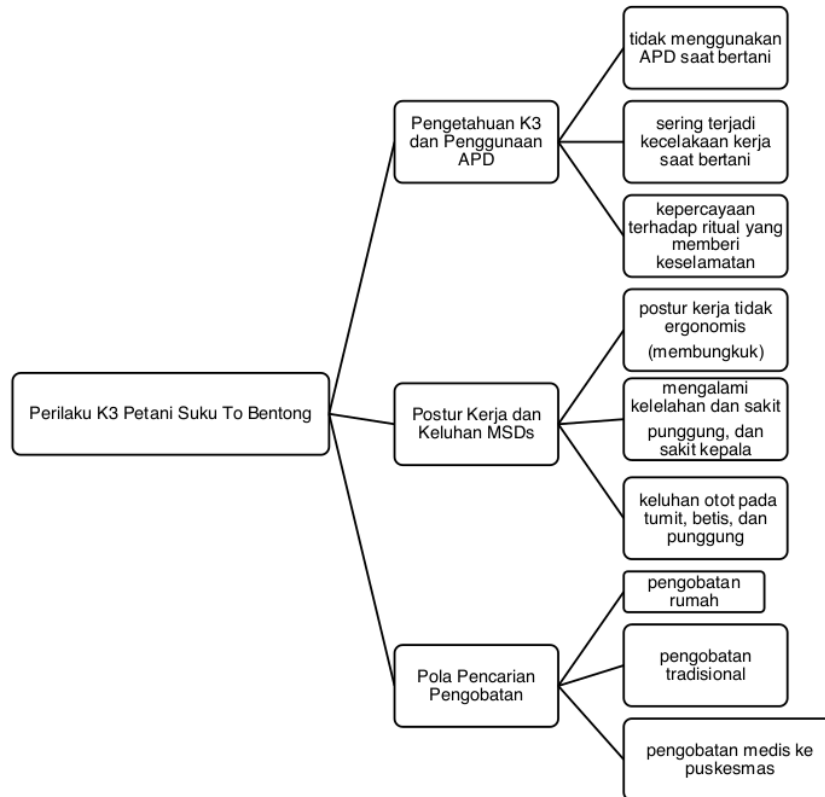 Perilaku K3 Petani Suku To Bentong
Pengetahuan K3
dan Penggunaan
APD
tidak menggunakan
APD saat bertani
sering terjadi
kecelakaan kerja
saat bertani
kepercayaan
terhadap ritual yang
memberi
keselamatan
Postur Kerja dan
Keluhan MSDs
postur kerja tidak
ergonomis
(membungkuk)
mengalami
kelelahan dan sakit
punggung, dan
sakit kepala
keluhan otot pada
tumit, betis, dan
punggung
Pola Pencarian
Pengobatan
pengobatan
rumah
pengobatan
tradisional
pengobatan medis ke
puskesmas